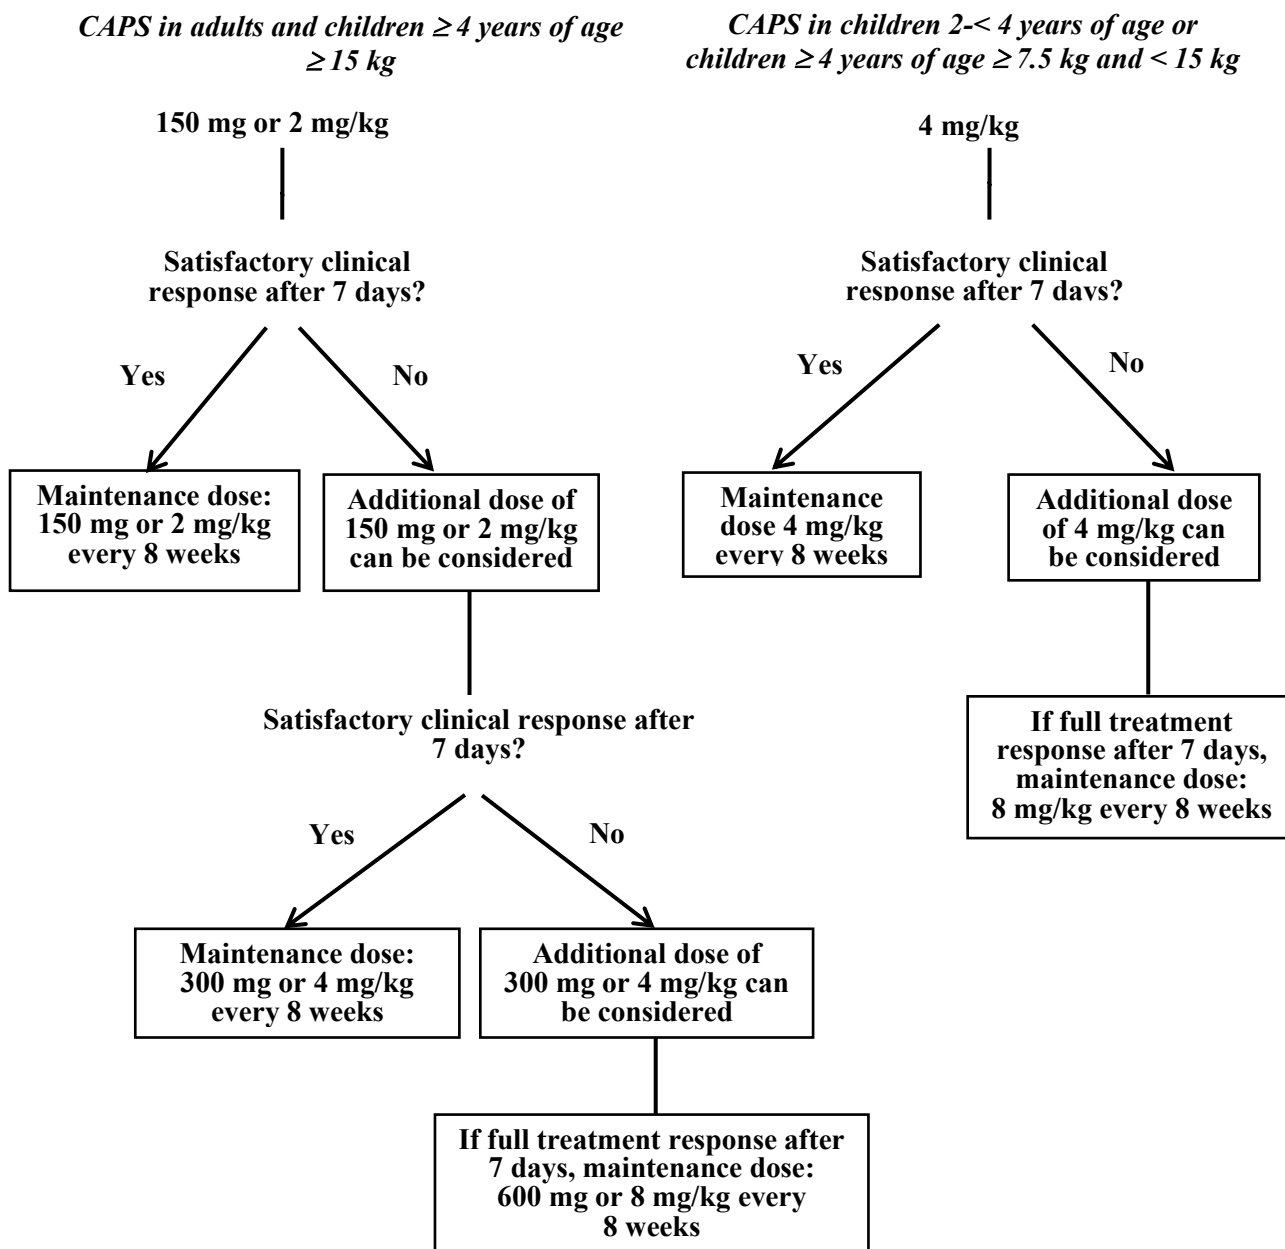 CAPS in adults and children ≥ 4 years of age
≥ 15 kg
150 mg or 2 mg/kg
Satisfactory clinical
response after 7 days?
Yes
No
Maintenance dose:
150 mg or 2 mg/kg
every 8 weeks
Additional dose of
150 mg or 2 mg/kg
can be considered
Satisfactory clinical response after
7 days?
Yes
No
Maintenance dose:
300 mg or 4 mg/kg
every 8 weeks
Additional dose of
300 mg or 4 mg/kg can
be considered
If full treatment response after
7 days, maintenance dose:
600 mg or 8 mg/kg every
8 weeks
CAPS in children 2-< 4 years of age or
children ≥ 4 years of age ≥ 7.5 kg and < 15 kg
4 mg/kg
Satisfactory clinical
response after 7 days?
Yes
No
Maintenance
dose 4 mg/kg
every 8 weeks
Additional dose
of 4 mg/kg can
be considered
If full treatment
response after 7 days,
maintenance dose:
8 mg/kg every 8 weeks